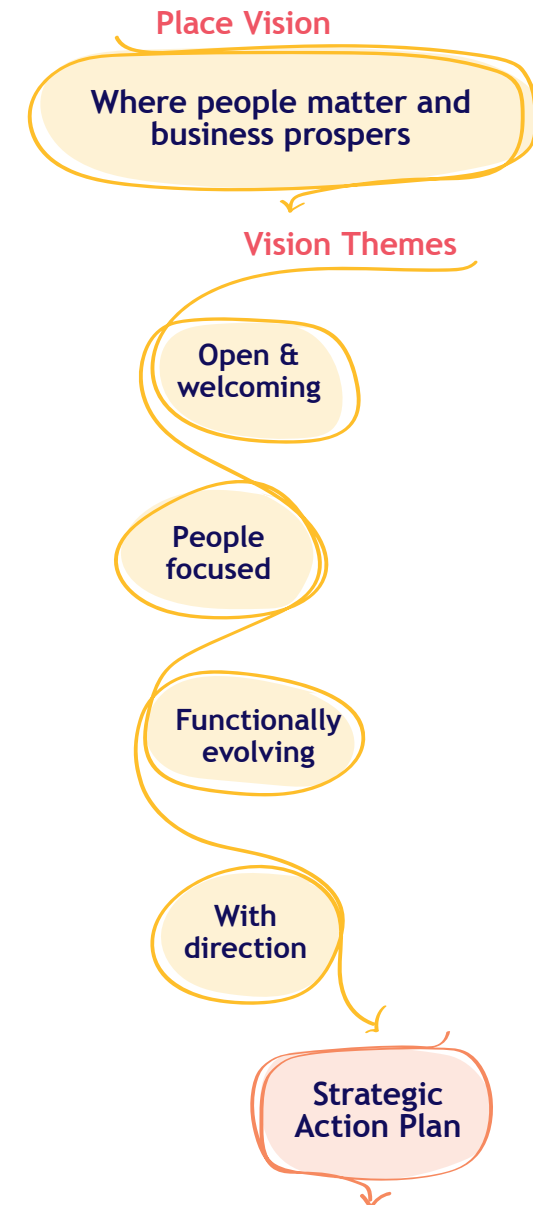 Place Vision
Where people matter and
business prospers
Vision Themes
Open &
welcoming
People
focused
Functionally
evolving
With
direction
Strategic
Action Plan